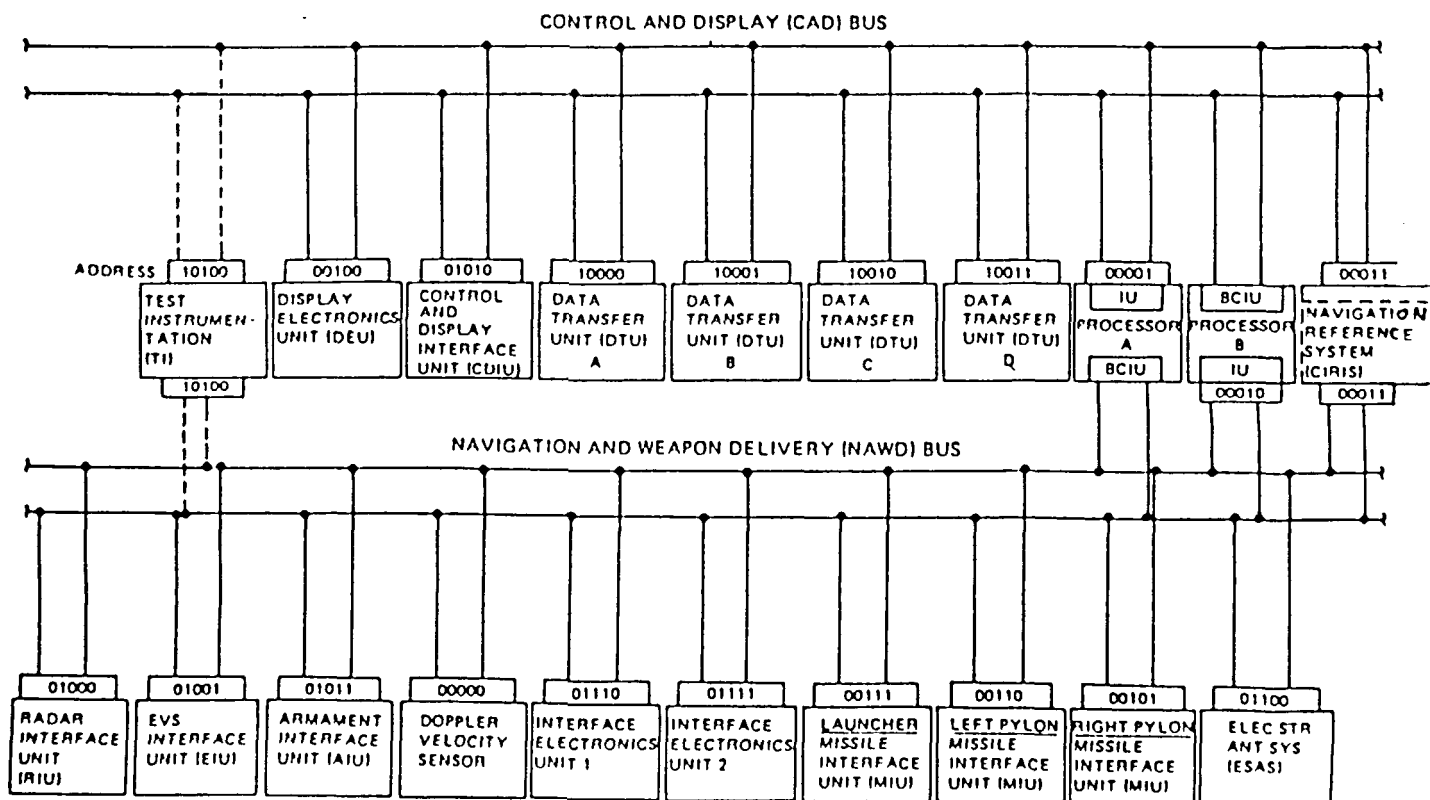 CONTROL AND DISPLAY (CAD) BUS
ADDRESS
10100
TEST
INSTRUMEN-
TATION
(TI)
10100
00100
DISPLAY
ELECTRONICS
UNIT (DEU)
01010
CONTROL
AND
DISPLAY
INTERFACE
UNIT (CDIU)
10000
DATA
TRANSFER
UNIT (DTU)
A
10001
DATA
TRANSFER
UNIT (DTU)
B
10010
DATA
TRANSFER
UNIT (DTU)
C
10011
DATA
TRANSFER
UNIT (DTU)
D
00001
IU
PROCESSOR
A
BCIU
BCIU
PROCESSOR
B
IU
00010
00011
NAVIGATION
REFERENCE
SYSTEM
(CIRIS)
00011
NAVIGATION AND WEAPON DELIVERY (NAWD) BUS
01000
RADAR
INTERFACE
UNIT
(RIU)
01001
EVS
INTERFACE
UNIT (EIU)
01011
ARMAMENT
INTERFACE
UNIT (AIU)
00000
DOPPLER
VELOCITY
SENSOR
01110
INTERFACE
ELECTRONICS
UNIT 1
01111
INTERFACE
ELECTRONICS
UNIT 2
00111
LAUNCHER
MISSILE
INTERFACE
UNIT (MIU)
00110
LEFT PYLON
MISSILE
INTERFACE
UNIT (MIU)
00101
RIGHT PYLON
MISSILE
INTERFACE
UNIT (MIU)
01100
ELEC STR
ANT SYS
(ESAS)